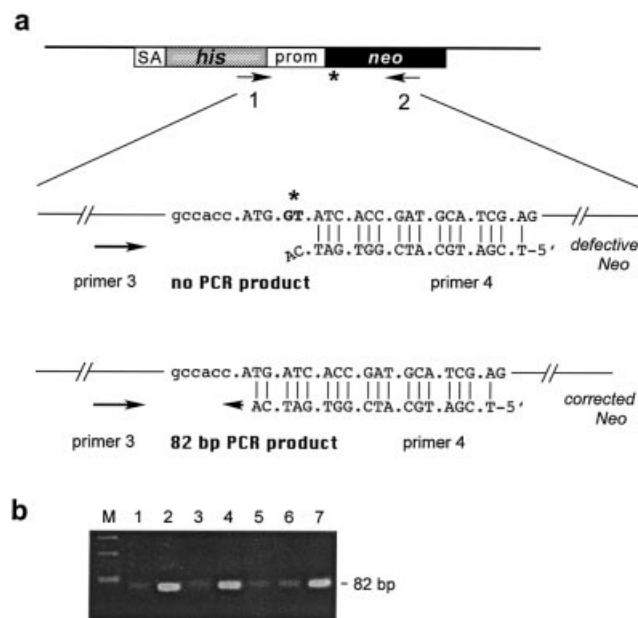 a
SA his prom neo
*
1 2
*
gccacc.ATG.GT.ATC.ACC.GAT.GCA.TCG.AG
AC.TAG.TGG.CTA.CGT.AGC.T-5′ defective
Neo
primer 3 no PCR product primer 4
gccacc.ATG.ATC.ACC.GAT.GCA.TCG.AG
AC.TAG.TGG.CTA.CGT.AGC.T-5′ corrected
Neo
primer 3 82 bp PCR product primer 4
b
M 1 2 3 4 5 6 7
- 82 bp